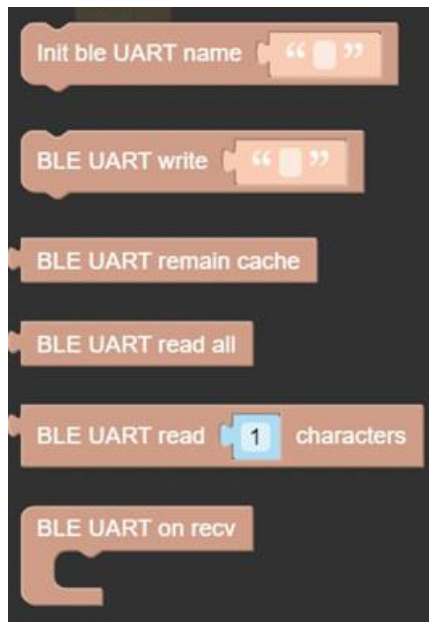 Init ble UART name “ ”
BLE UART write “ ”
BLE UART remain cache
BLE UART read all
BLE UART read 1 characters
BLE UART on recv